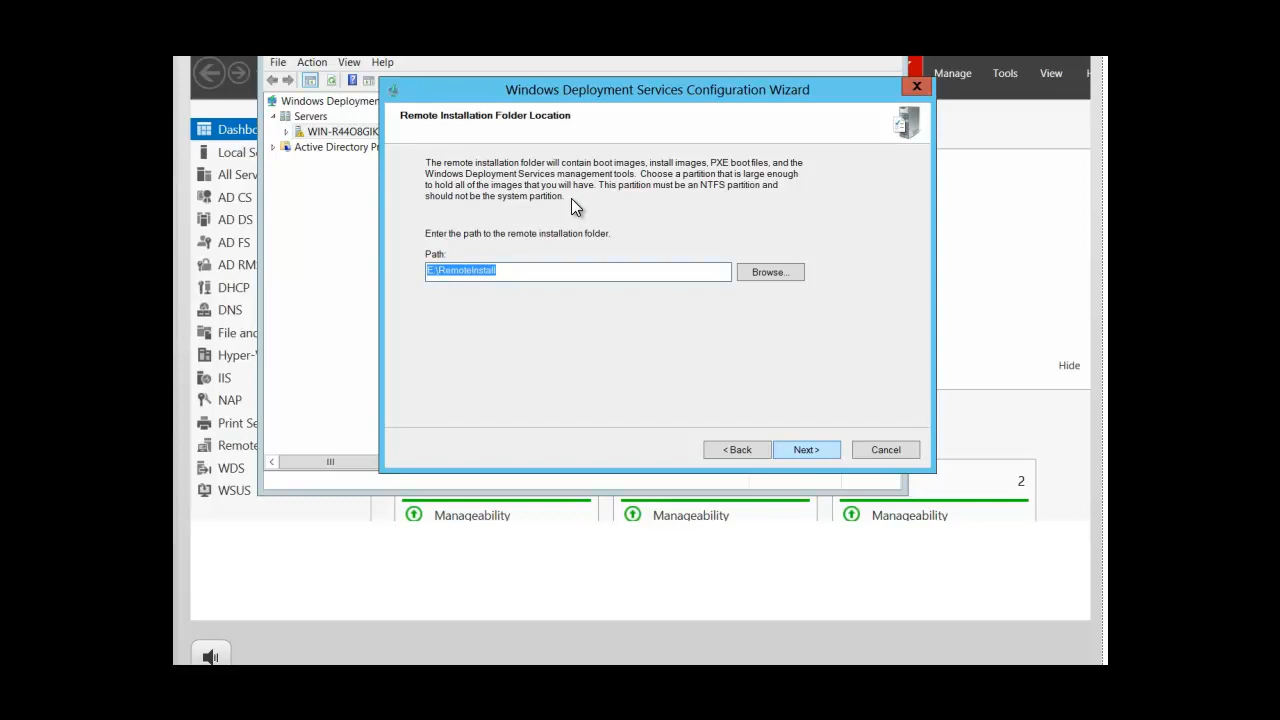 File Action View Help
Manage Tools View
Windows Deployment Services Configuration Wizard
X
Windows Deploymen
Servers
WIN-R44O8GIK
Active Directory Pr
Dashbo
Local S
All Serv
AD CS
AD DS
AD FS
AD RM
DHCP
DNS
File and
Hyper-V
IIS
NAP
Print Se
Remote
WDS
WSUS
Remote Installation Folder Location
The remote installation folder will contain boot images, install images, PXE boot files, and the
Windows Deployment Services management tools. Choose a partition that is large enough
to hold all of the images that you will have. This partition must be an NTFS partition and
should not be the system partition.
Enter the path to the remote installation folder.
Path:
E:\RemoteInstall
Browse...
Hide
< Back
Next >
Cancel
2
Manageability
Manageability
Manageability